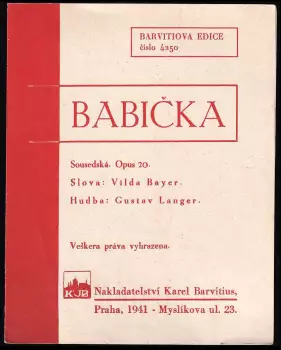 BARVITIOVA EDICE
číslo 4250
BABIČKA
Sousedská. Opus 20.
Slova: Vilda Bayer.
Hudba: Gustav Langer.
Veškera práva vyhrazena.
KJB
Nakladatelství Karel Barvitius,
Praha, 1941 - Myslíkova ul. 23.